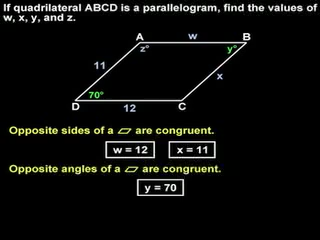 If quadrilateral ABCD is a parallelogram, find the values of
w, x, y, and z.
A w B
z° y°
11 x
70°
D 12 C
Opposite sides of a ▱ are congruent.
w = 12 x = 11
Opposite angles of a ▱ are congruent.
y = 70